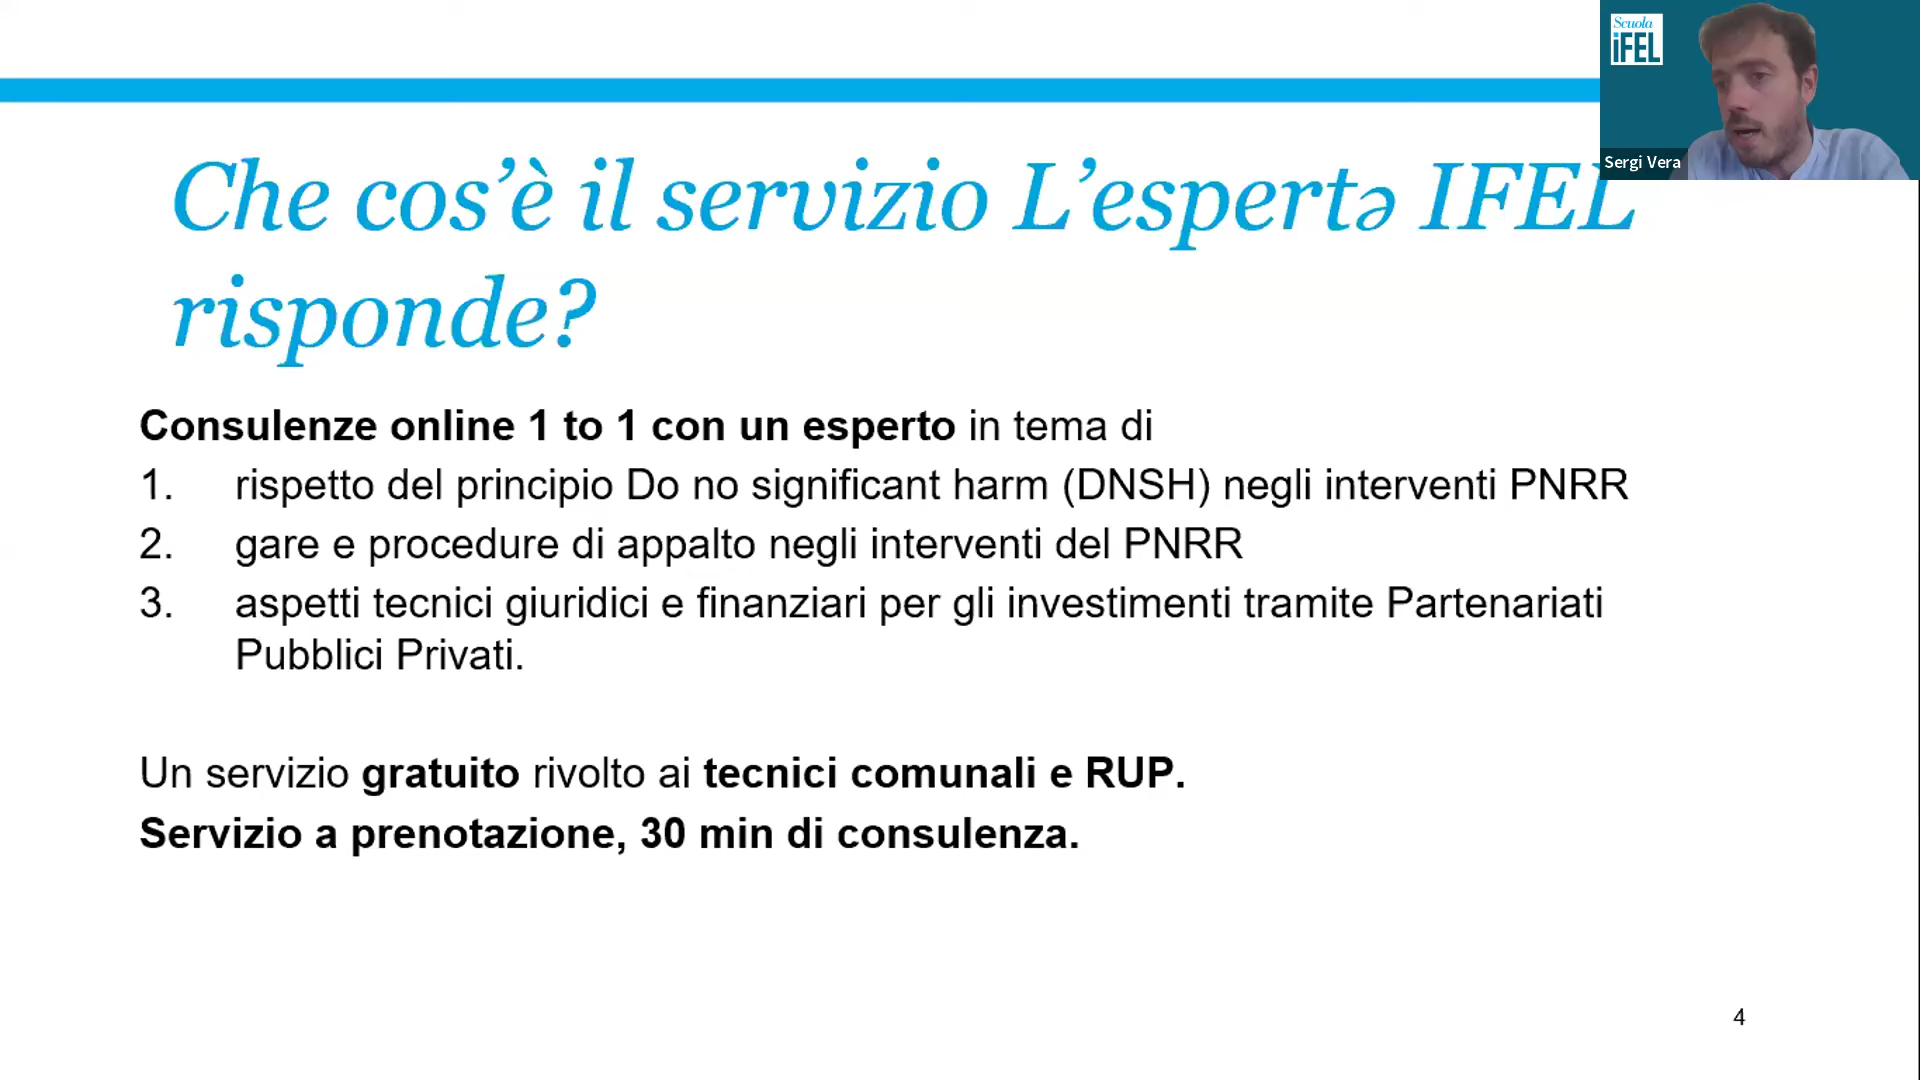 Scuola
iFEL
Sergi Vera
Che cos’è il servizio L’espertə IFEL
risponde?
Consulenze online 1 to 1 con un esperto in tema di
1. rispetto del principio Do no significant harm (DNSH) negli interventi PNRR
2. gare e procedure di appalto negli interventi del PNRR
3. aspetti tecnici giuridici e finanziari per gli investimenti tramite Partenariati
Pubblici Privati.
Un servizio gratuito rivolto ai tecnici comunali e RUP.
Servizio a prenotazione, 30 min di consulenza.
4